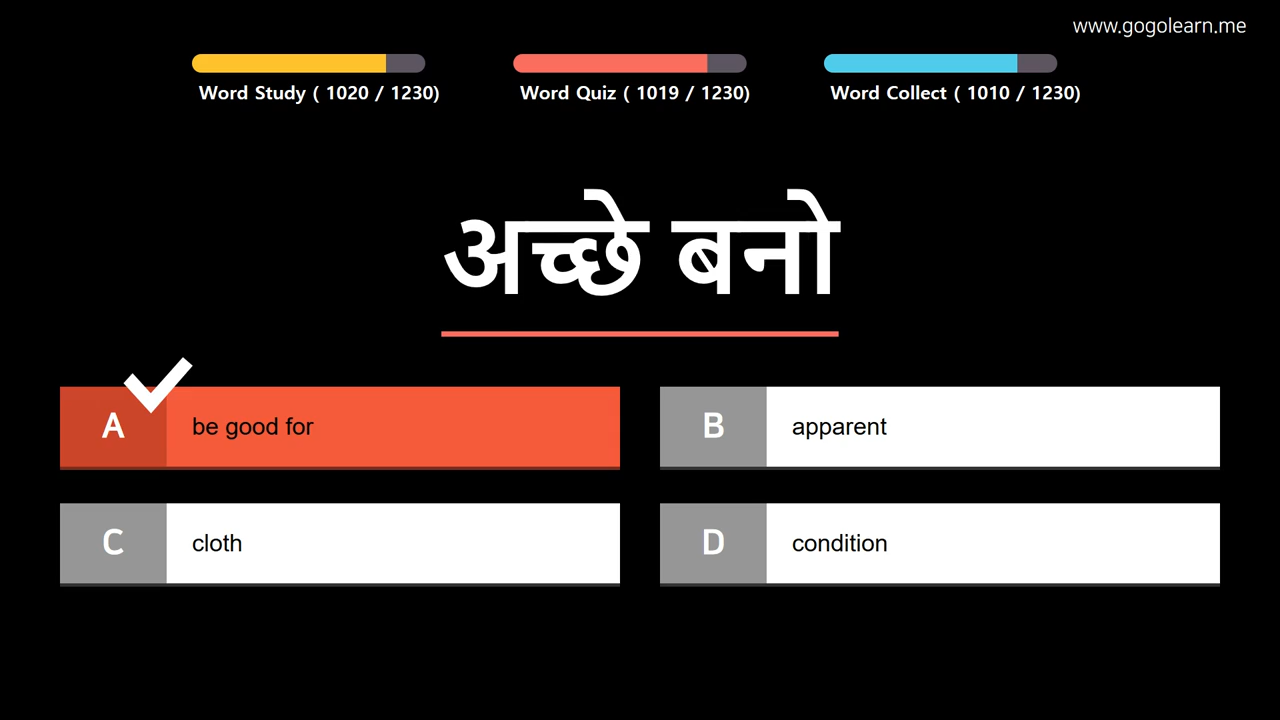 www.gogolearn.me
Word Study ( 1020 / 1230)
Word Quiz ( 1019 / 1230)
Word Collect ( 1010 / 1230)
अच्छे बनो
A be good for
B apparent
C cloth
D condition